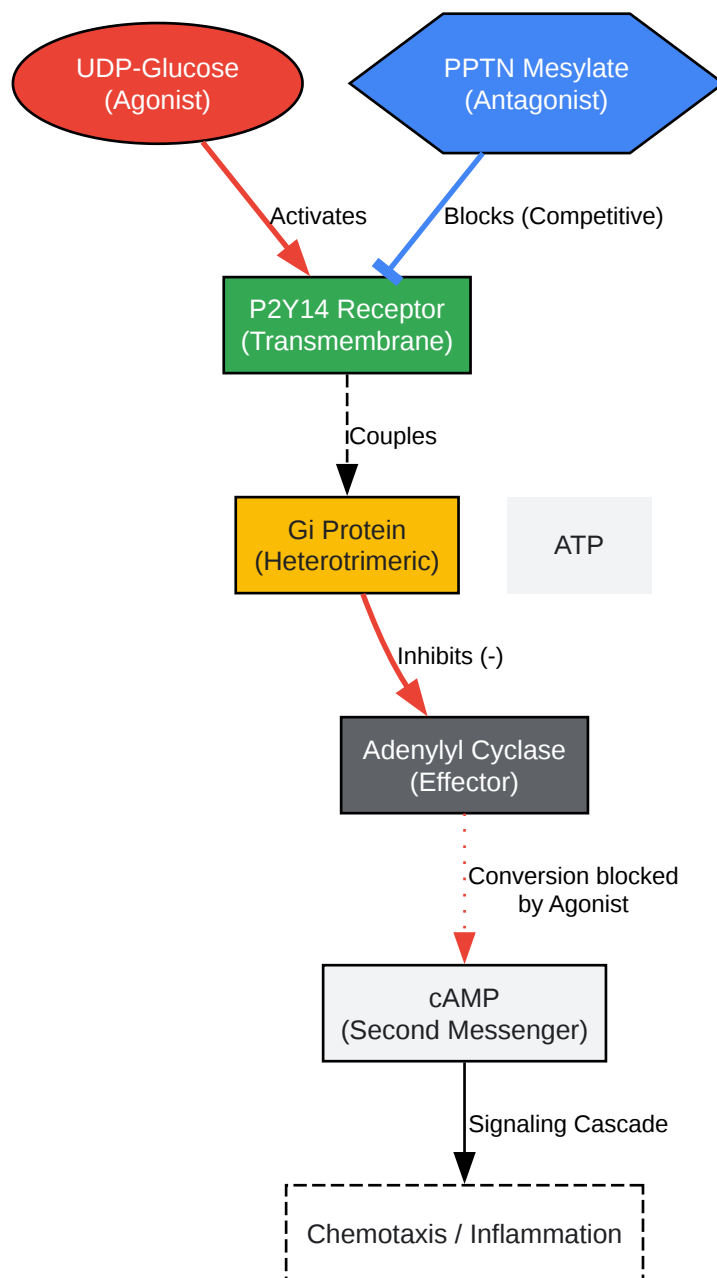 UDP-Glucose
(Agonist)
PPTN Mesylate
(Antagonist)
Activates
Blocks (Competitive)
P2Y14 Receptor
(Transmembrane)
Couples
Gi Protein
(Heterotrimeric)
ATP
Inhibits (-)
Adenylyl Cyclase
(Effector)
Conversion blocked
by Agonist
cAMP
(Second Messenger)
Signaling Cascade
Chemotaxis / Inflammation